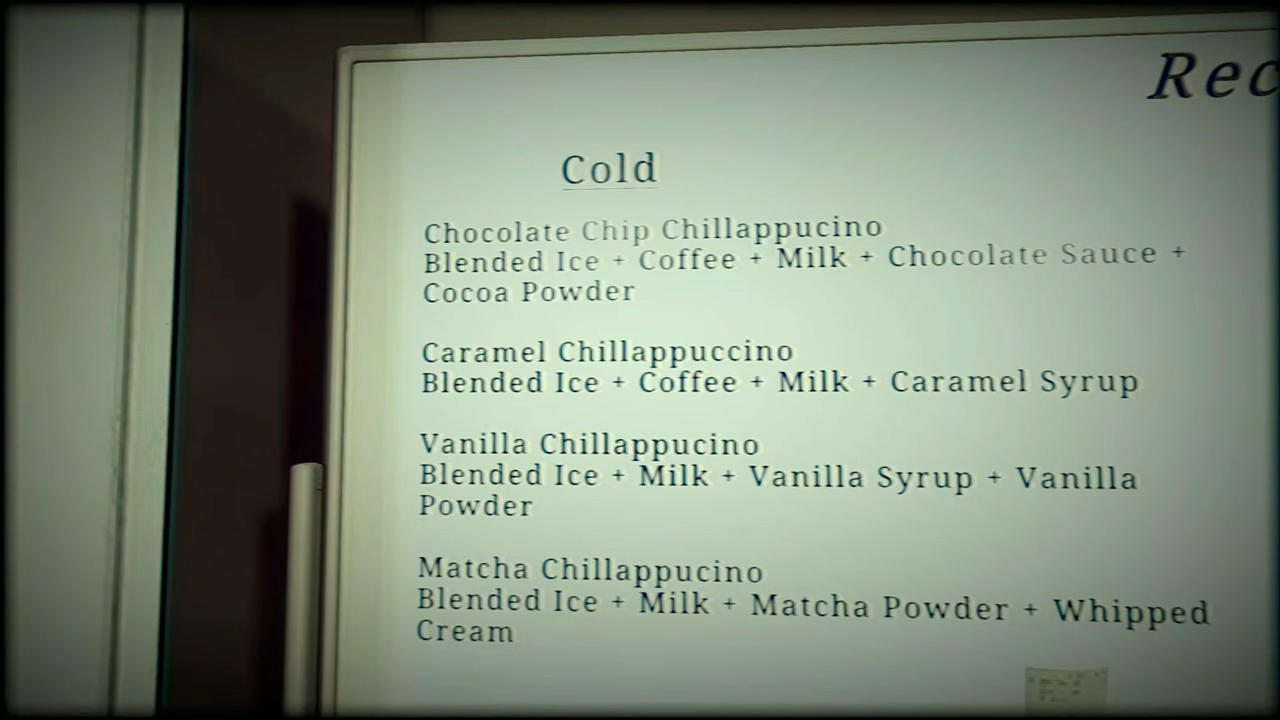 Rec
Cold
Chocolate Chip Chillappucino
Blended Ice + Coffee + Milk + Chocolate Sauce +
Cocoa Powder
Caramel Chillappuccino
Blended Ice + Coffee + Milk + Caramel Syrup
Vanilla Chillappucino
Blended Ice + Milk + Vanilla Syrup + Vanilla
Powder
Matcha Chillappucino
Blended Ice + Milk + Matcha Powder + Whipped
Cream